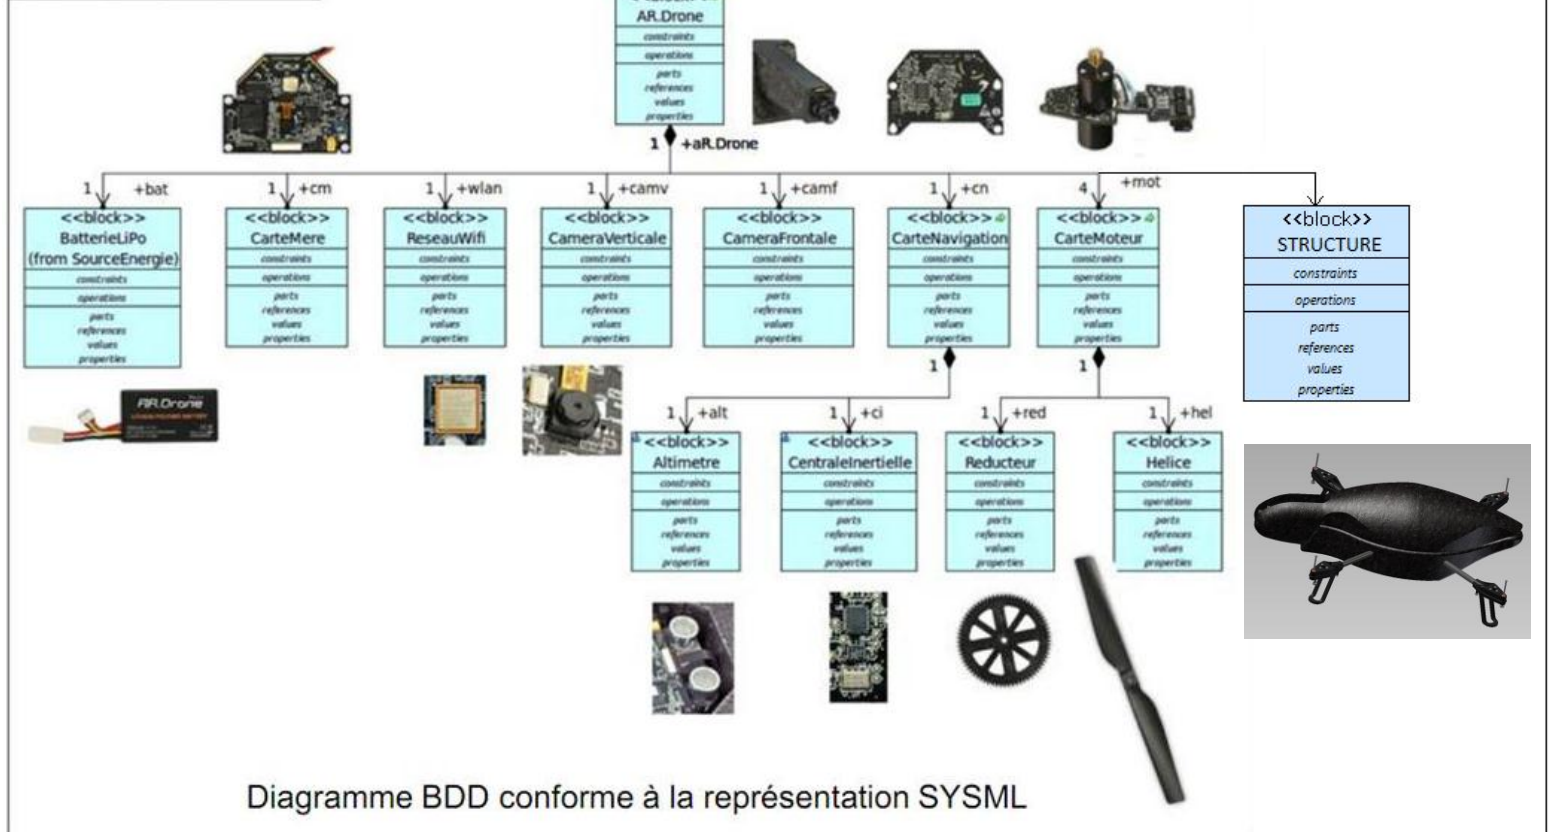 <<block>>
AR.Drone
constraints
operations
parts
references
values
properties
1 +aR.Drone
1 +bat
1 +cm
1 +wlan
1 +camv
1 +camf
1 +cn
4 +mot
<<block>>
BatterieLiPo
(from SourceEnergie)
constraints
operations
parts
references
values
properties
<<block>>
CarteMere
constraints
operations
parts
references
values
properties
<<block>>
ReseauWifi
constraints
operations
parts
references
values
properties
<<block>>
CameraVerticale
constraints
operations
parts
references
values
properties
<<block>>
CameraFrontale
constraints
operations
parts
references
values
properties
<<block>>
CarteNavigation
constraints
operations
parts
references
values
properties
<<block>>
CarteMoteur
constraints
operations
parts
references
values
properties
<<block>>
STRUCTURE
constraints
operations
parts
references
values
properties
1
1
AR.Drone
1 +alt
1 +ci
1 +red
1 +hel
<<block>>
Altimetre
constraints
operations
parts
references
values
properties
<<block>>
CentraleInertielle
constraints
operations
parts
references
values
properties
<<block>>
Reducteur
constraints
operations
parts
references
values
properties
<<block>>
Helice
constraints
operations
parts
references
values
properties
Diagramme BDD conforme à la représentation SYSML